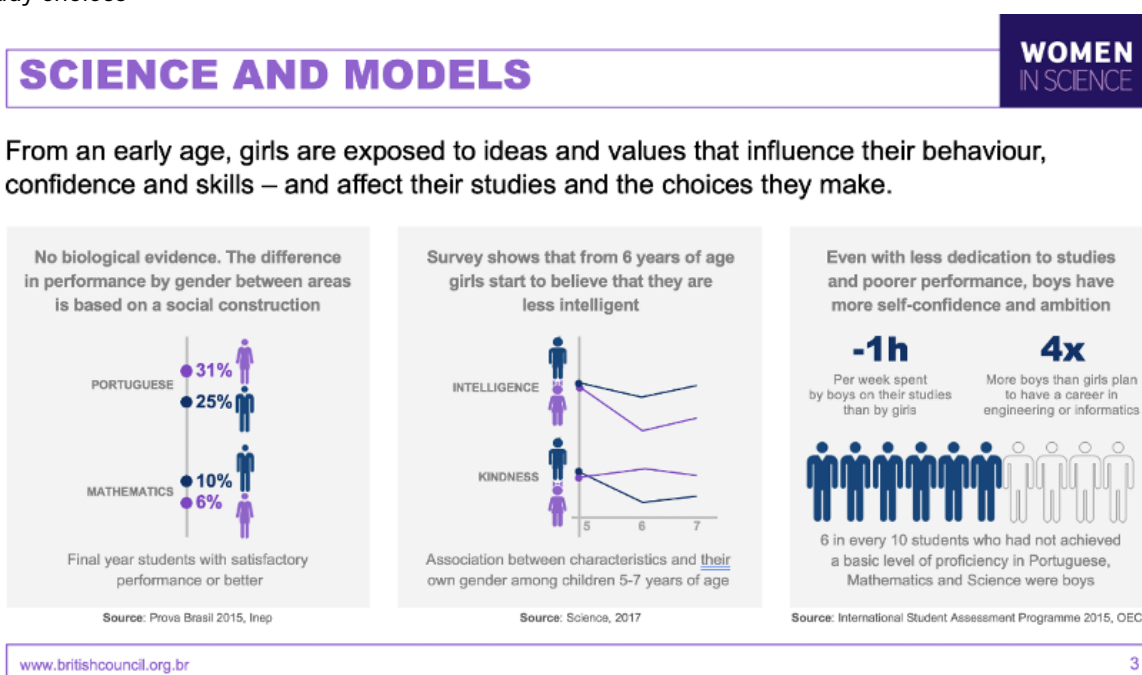 SCIENCE AND MODELS
WOMEN
IN SCIENCE
From an early age, girls are exposed to ideas and values that influence their behaviour,
confidence and skills – and affect their studies and the choices they make.
No biological evidence. The difference
in performance by gender between areas
is based on a social construction
PORTUGUESE
31%
25%
MATHEMATICS
10%
6%
Final year students with satisfactory
performance or better
Source: Prova Brasil 2015, Inep
Survey shows that from 6 years of age
girls start to believe that they are
less intelligent
INTELLIGENCE
KINDNESS
5 6 7
Association between characteristics and their
own gender among children 5-7 years of age
Source: Science, 2017
Even with less dedication to studies
and poorer performance, boys have
more self-confidence and ambition
-1h
Per week spent
by boys on their studies
than by girls
4x
More boys than girls plan
to have a career in
engineering or informatics
6 in every 10 students who had not achieved
a basic level of proficiency in Portuguese,
Mathematics and Science were boys
Source: International Student Assessment Programme 2015, OEC
www.britishcouncil.org.br
3